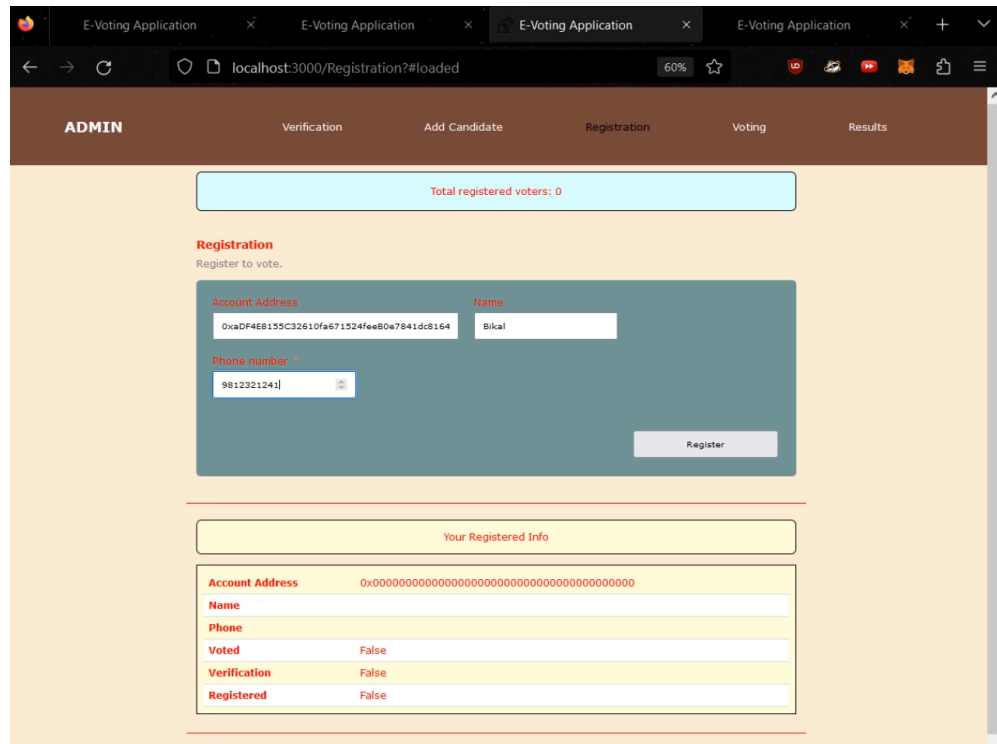 E-Voting Application E-Voting Application E-Voting Application E-Voting Application
localhost:3000/Registration?#loaded 60%
ADMIN Verification Add Candidate Registration Voting Results
Total registered voters: 0
Registration
Register to vote.
Account Address Name
0xaDF4E8155C32610fa671524feeB0e7841dc8164 Bikal
Phone number *
9812321241
Register
Your Registered Info
Account Address 0x0000000000000000000000000000000000000000
Name
Phone
Voted False
Verification False
Registered False